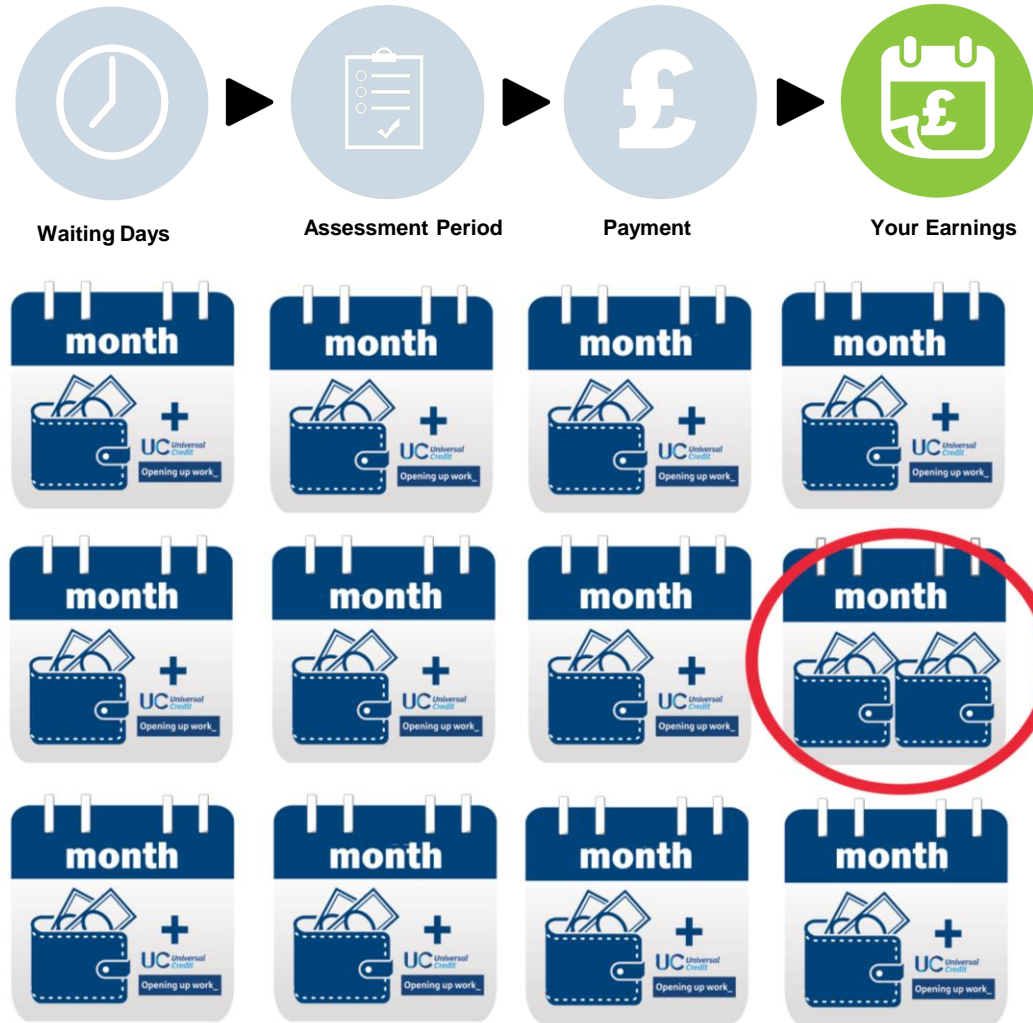 £
£
Waiting Days
Assessment Period
Payment
Your Earnings
month
+
UC Universal Credit
Opening up work_
month
+
UC Universal Credit
Opening up work_
month
+
UC Universal Credit
Opening up work_
month
+
UC Universal Credit
Opening up work_
month
+
UC Universal Credit
Opening up work_
month
+
UC Universal Credit
Opening up work_
month
+
UC Universal Credit
Opening up work_
month
month
+
UC Universal Credit
Opening up work_
month
+
UC Universal Credit
Opening up work_
month
+
UC Universal Credit
Opening up work_
month
+
UC Universal Credit
Opening up work_